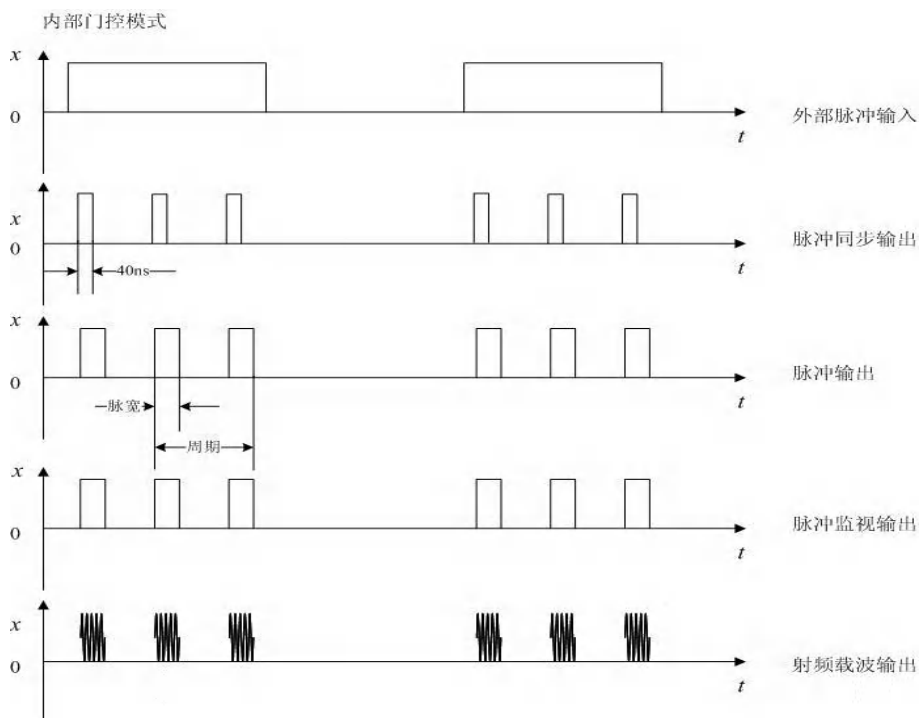 内部门控模式
x
0
t
外部脉冲输入
x
0
t
脉冲同步输出
40ns
x
0
t
脉冲输出
脉宽
周期
x
0
t
脉冲监视输出
x
0
t
射频载波输出